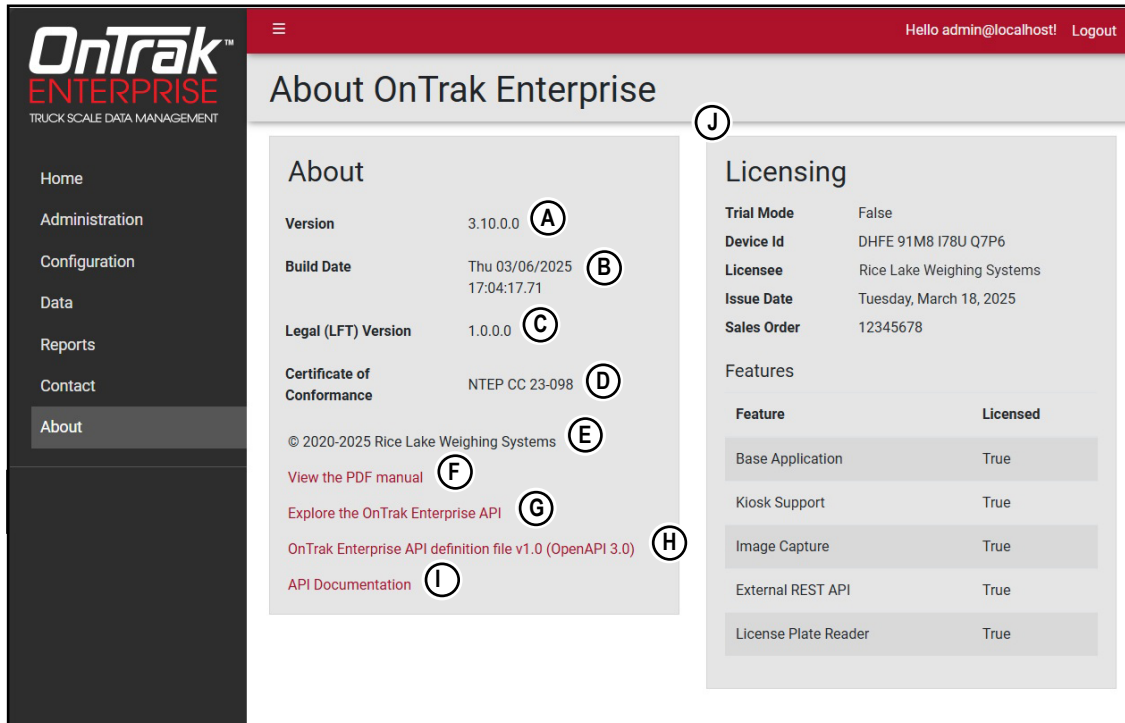 OnTrak™
ENTERPRISE
TRUCK SCALE DATA MANAGEMENT
Home
Administration
Configuration
Data
Reports
Contact
About
Hello admin@localhost! Logout
About OnTrak Enterprise
J
About
Version 3.10.0.0 A
Build Date Thu 03/06/2025 B
17:04:17.71
Legal (LFT) Version 1.0.0.0 C
Certificate of
Conformance NTEP CC 23-098 D
© 2020-2025 Rice Lake Weighing Systems E
View the PDF manual F
Explore the OnTrak Enterprise API G
OnTrak Enterprise API definition file v1.0 (OpenAPI 3.0) H
API Documentation I
Licensing
Trial Mode False
Device Id DHFE 91M8 I78U Q7P6
Licensee Rice Lake Weighing Systems
Issue Date Tuesday, March 18, 2025
Sales Order 12345678
Features
Feature Licensed
Base Application True
Kiosk Support True
Image Capture True
External REST API True
License Plate Reader True